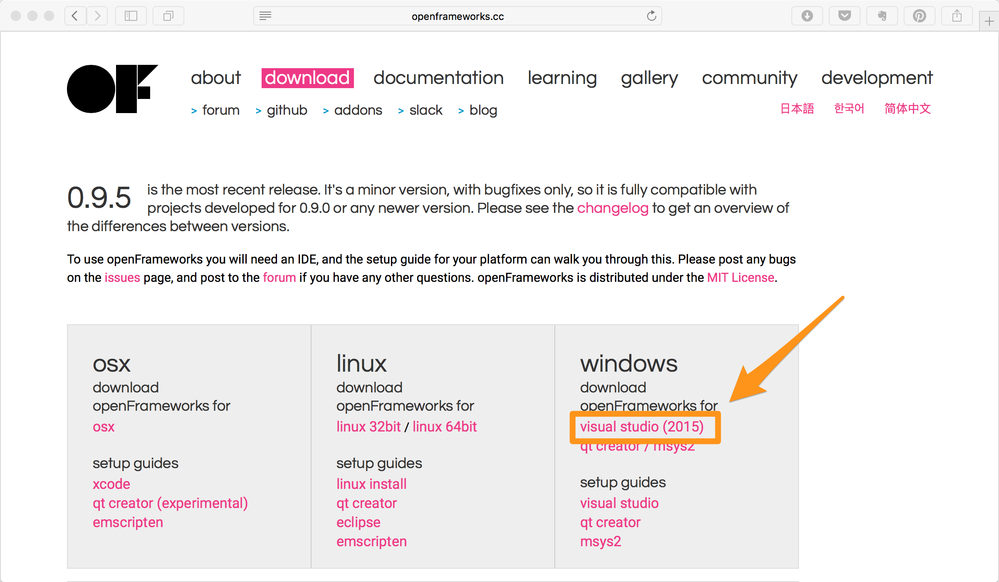 openframeworks.cc
OF
about download documentation learning gallery community development
> forum > github > addons > slack > blog
日本語 한국어 简体中文
0.9.5 is the most recent release. It's a minor version, with bugfixes only, so it is fully compatible with
projects developed for 0.9.0 or any newer version. Please see the changelog to get an overview of
the differences between versions.
To use openFrameworks you will need an IDE, and the setup guide for your platform can walk you through this. Please post any bugs
on the issues page, and post to the forum if you have any other questions. openFrameworks is distributed under the MIT License.
osx
download
openFrameworks for
osx
setup guides
xcode
qt creator (experimental)
emscripten
linux
download
openFrameworks for
linux 32bit / linux 64bit
setup guides
linux install
qt creator
eclipse
emscripten
windows
download
openFrameworks for
visual studio (2015)
qt creator / msys2
setup guides
visual studio
qt creator
msys2